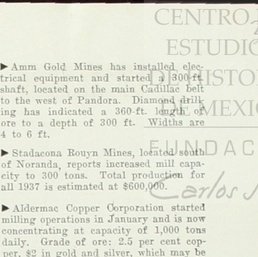 CENTRO
ESTUDIO
DE HISTO
DE MEXIC
FUNDAC
Carlos
►Amm Gold Mines has installed elec-
trical equipment and started a 300-ft.
shaft, located on the main Cadillac belt
to the west of Pandora. Diamond drill
ing has indicated a 360-ft. length of
ore to a depth of 300 ft. Widths are
4 to 6 ft.
►Stadacona Rouyn Mines, located south
of Noranda, reports increased mill capa-
city to 300 tons. Total production for
all 1937 is estimated at $600,000.
►Aldermac Copper Corporation started
milling operations in January and is now
concentrating at capacity of 1,000 tons
daily. Grade of ore: 2.5 per cent cop-
per, $2 in gold and silver, which may be